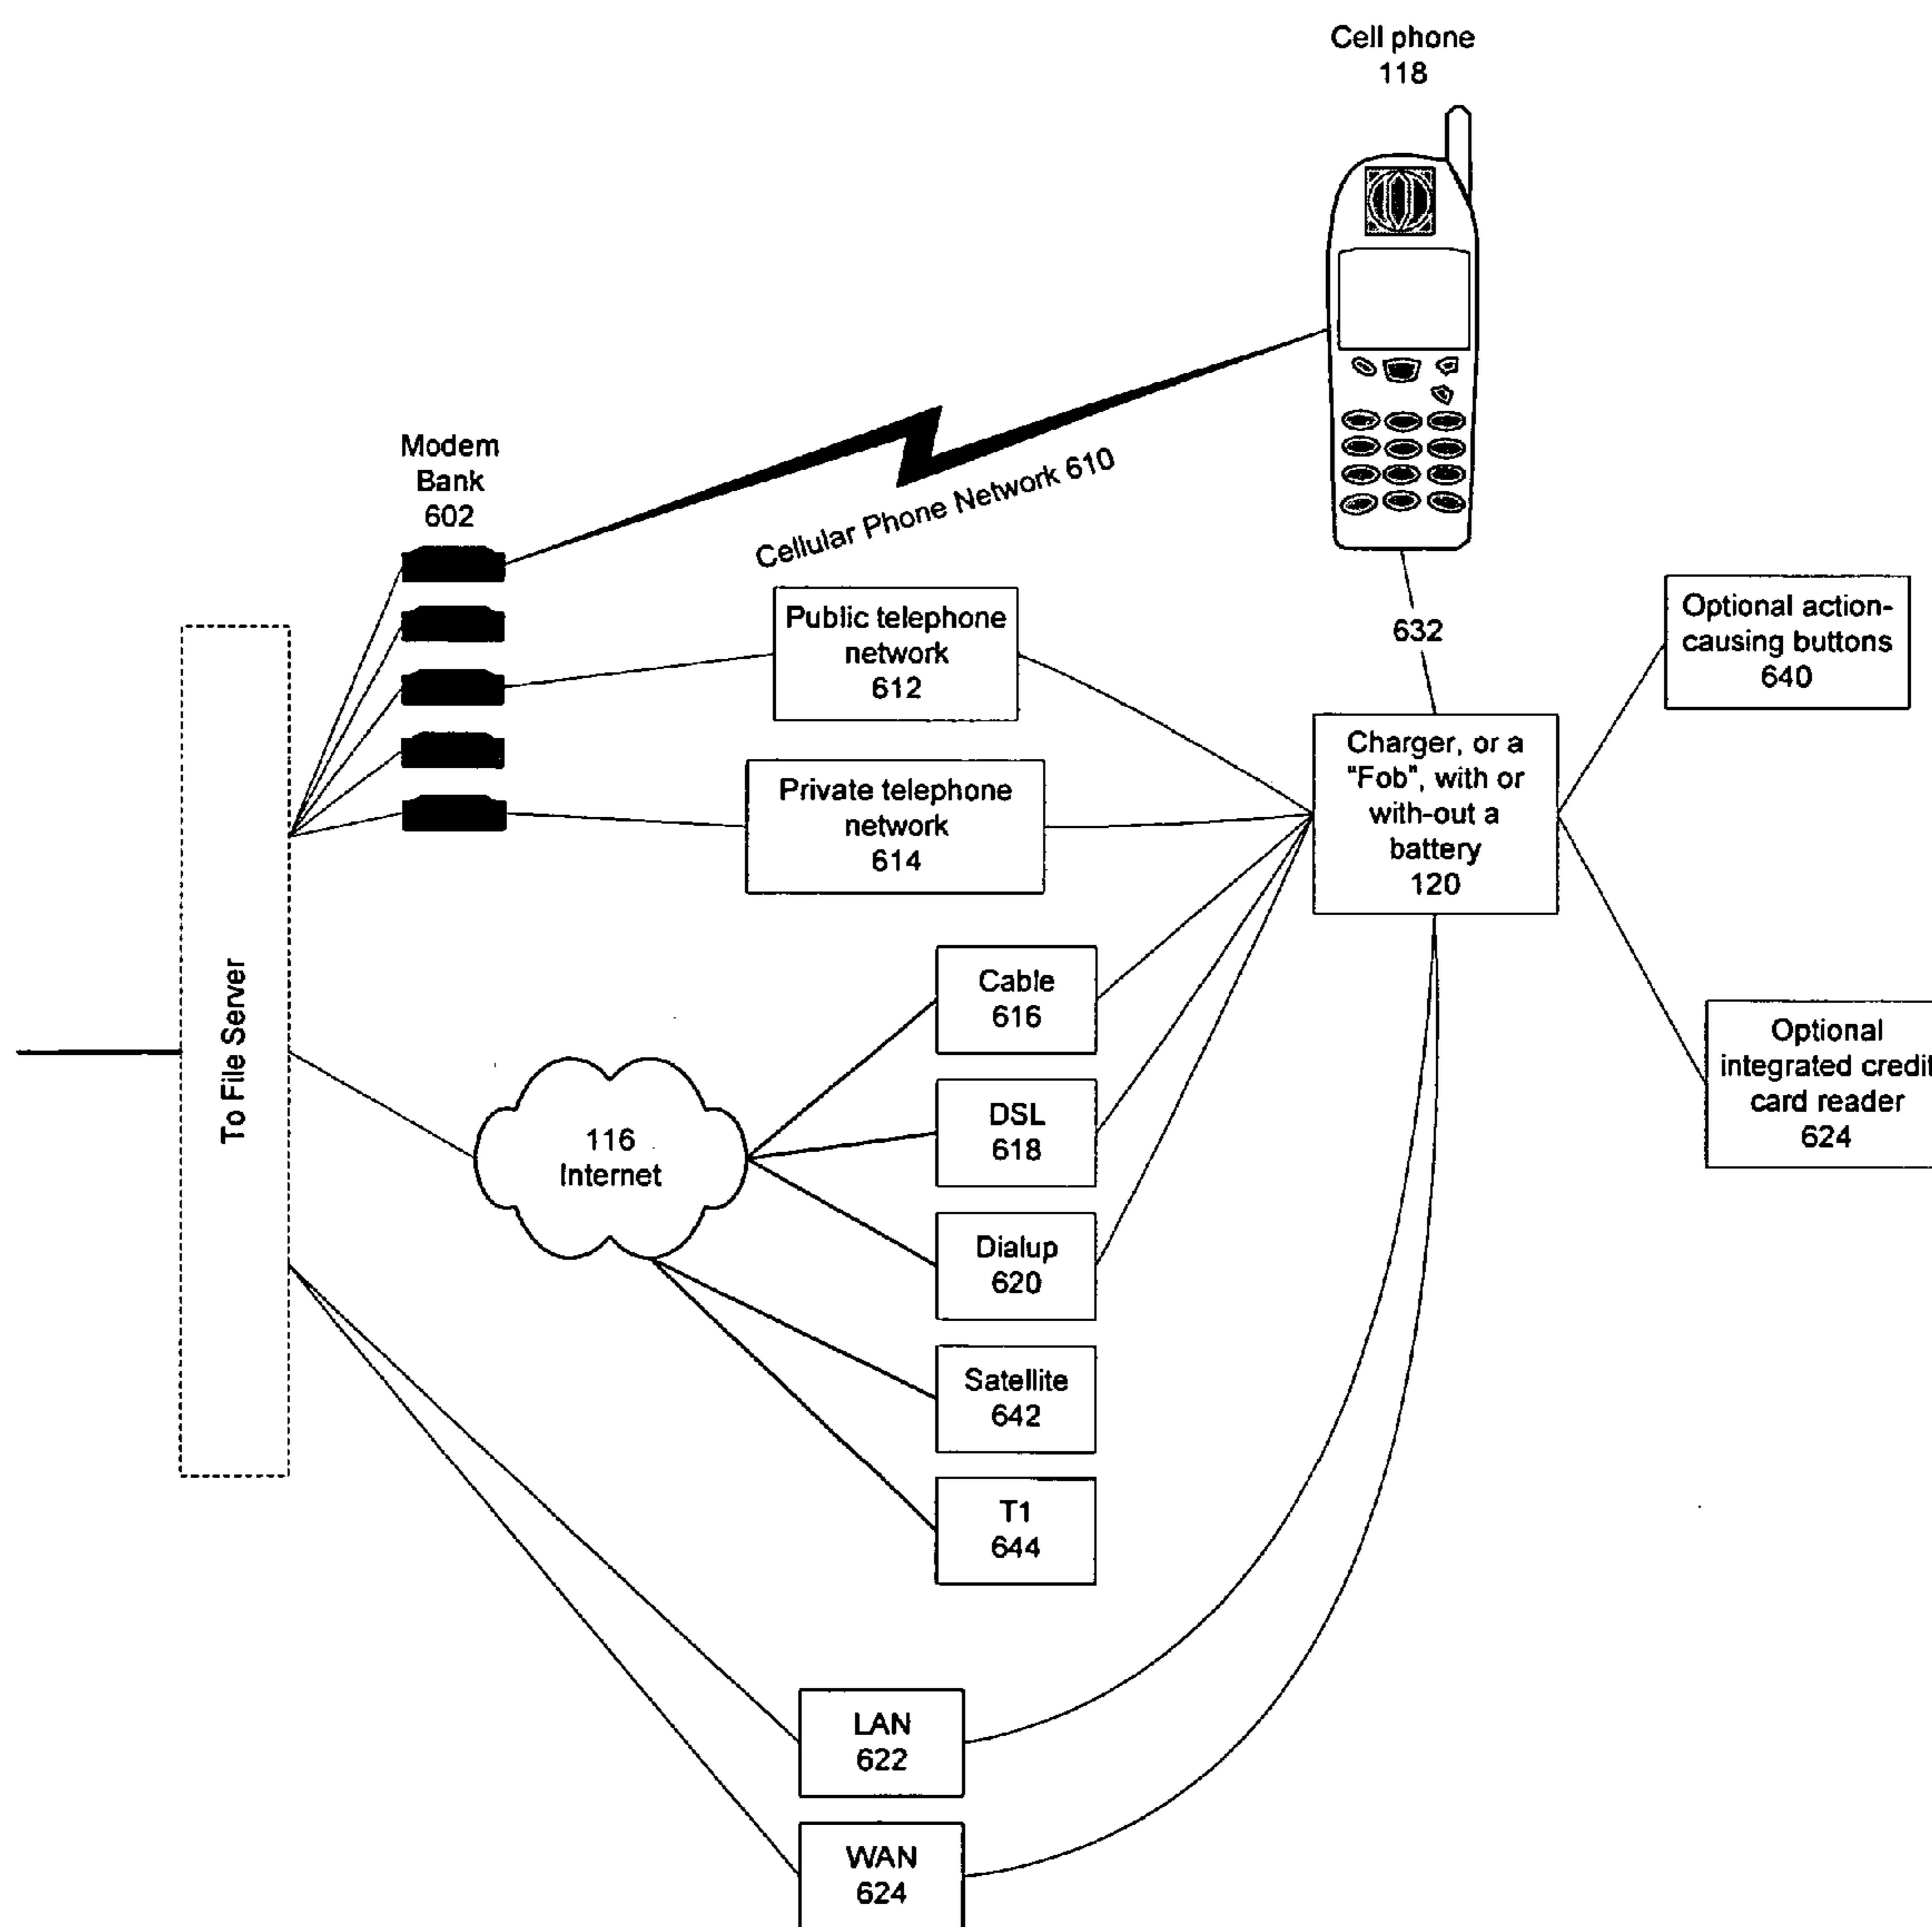 Cell phone
118
Modem
Bank
602
Cellular Phone Network 610
Public telephone
network
612
632
Optional action-
causing buttons
640
Private telephone
network
614
Charger, or a
"Fob", with or
with-out a
battery
120
To File Server
Cable
616
Optional
integrated credit
card reader
624
116
Internet
DSL
618
Dialup
620
Satellite
642
T1
644
LAN
622
WAN
624